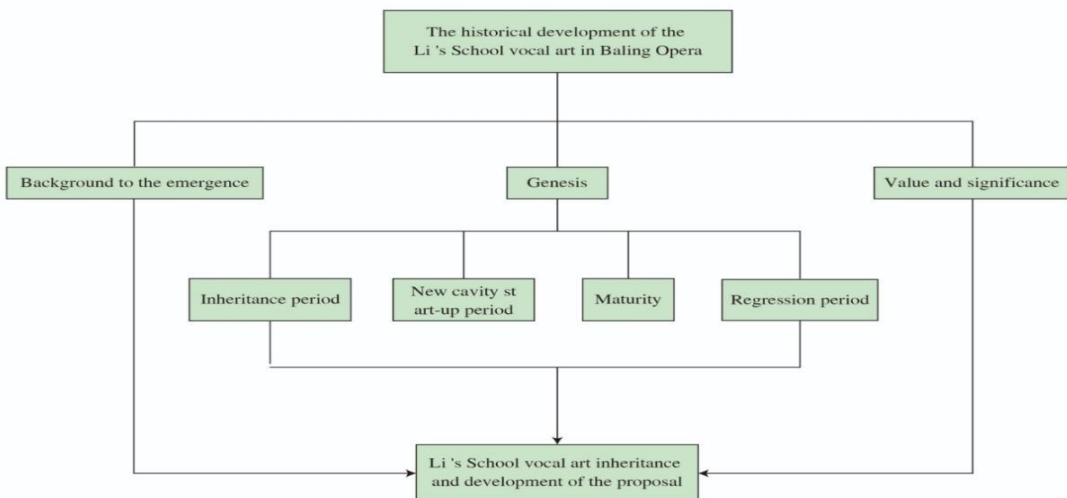 The historical development of the
Li 's School vocal art in Baling Opera
Background to the emergence
Genesis
Value and significance
Inheritance period
New cavity st
art-up period
Maturity
Regression period
Li 's School vocal art inheritance
and development of the proposal